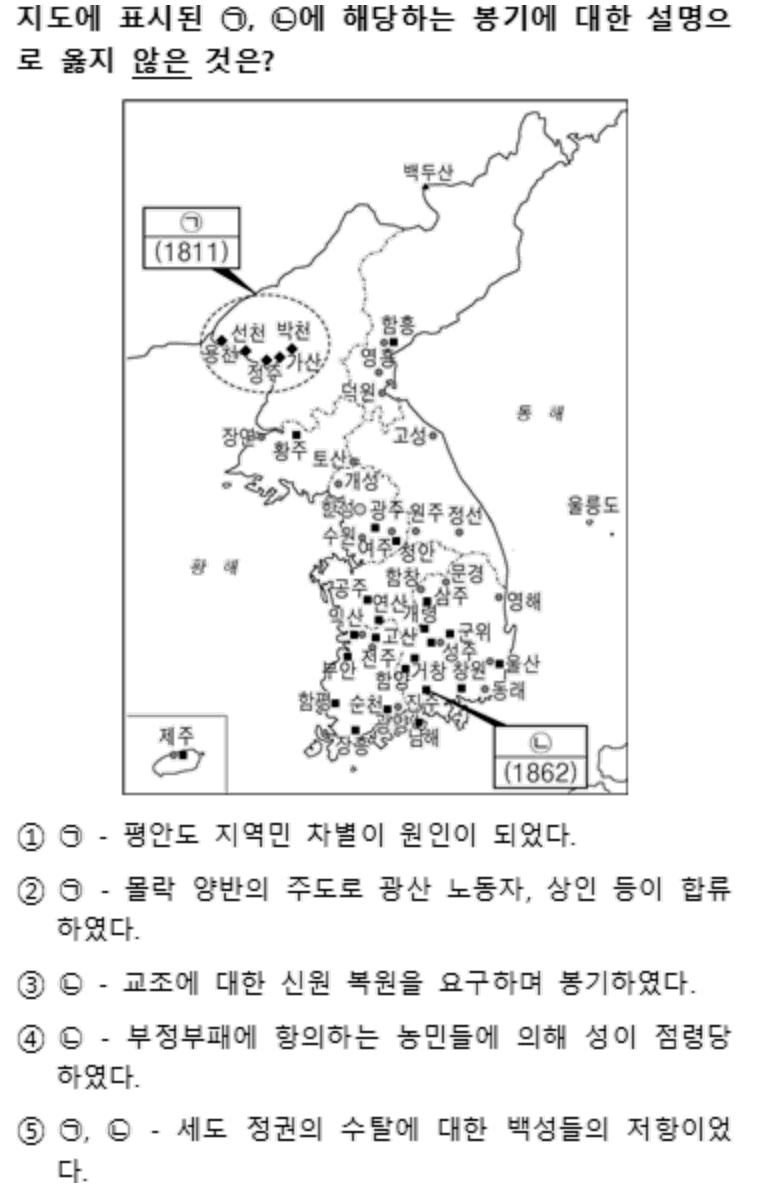 지도에 표시된 ㉠, ㉡에 해당하는 봉기에 대한 설명으
로 옳지 않은 것은?
백두산
㉠
(1811)
함흥
선천 박천
용천
영흥
정주 가산
덕원
동 해
장연
고성
황주
토산
개성
울릉도
한성 광주 원주 정선
수원
여주 청안
황 해
함창 문경
공주
상주
영해
연산 개령
익산
군위
고산
성주
전주
울산
부안
거창 창원
함양
동래
함평
순천 진주
광양
제주
남해
장흥
㉡
(1862)
① ㉠ - 평안도 지역민 차별이 원인이 되었다.
② ㉠ - 몰락 양반의 주도로 광산 노동자, 상인 등이 합류
하였다.
③ ㉡ - 교조에 대한 신원 복원을 요구하며 봉기하였다.
④ ㉡ - 부정부패에 항의하는 농민들에 의해 성이 점령당
하였다.
⑤ ㉠, ㉡ - 세도 정권의 수탈에 대한 백성들의 저항이었
다.